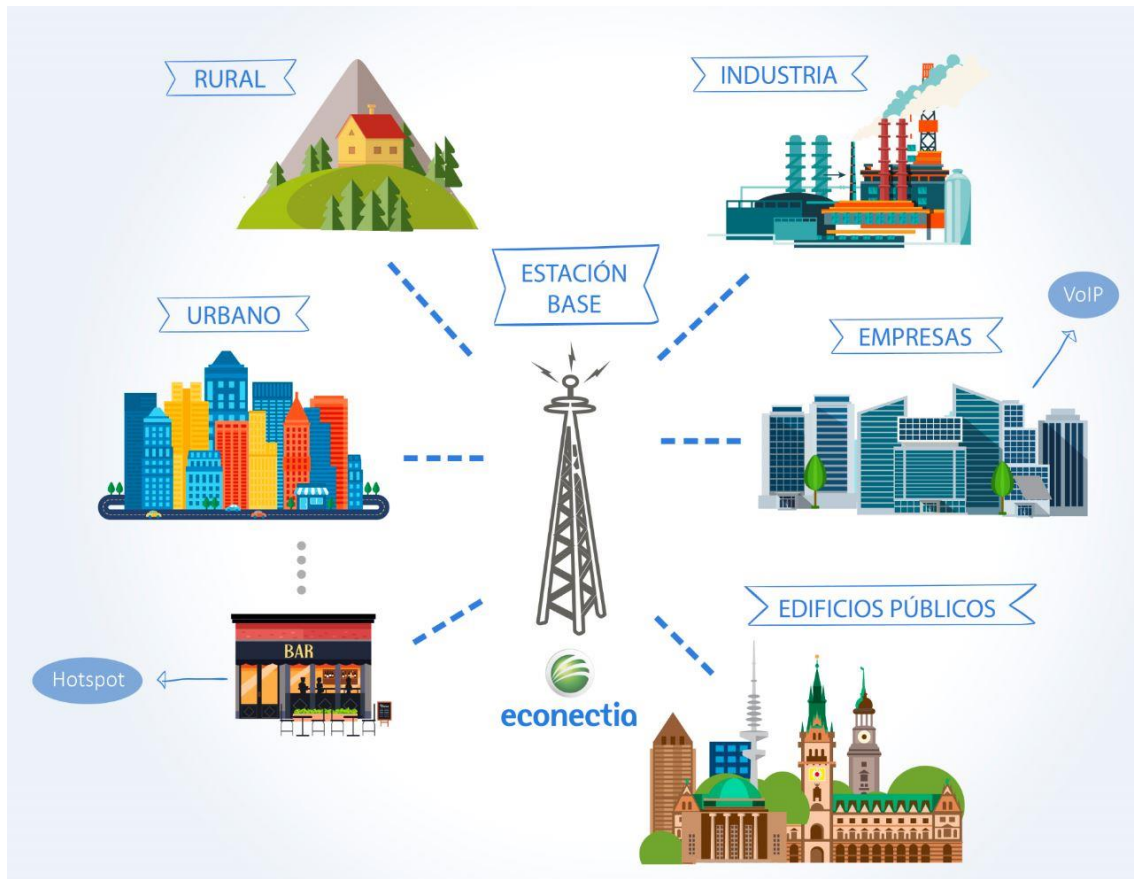 RURAL
INDUSTRIA
ESTACIÓN
BASE
VoIP
URBANO
EMPRESAS
EDIFICIOS PÚBLICOS
BAR
Hotspot
econectia